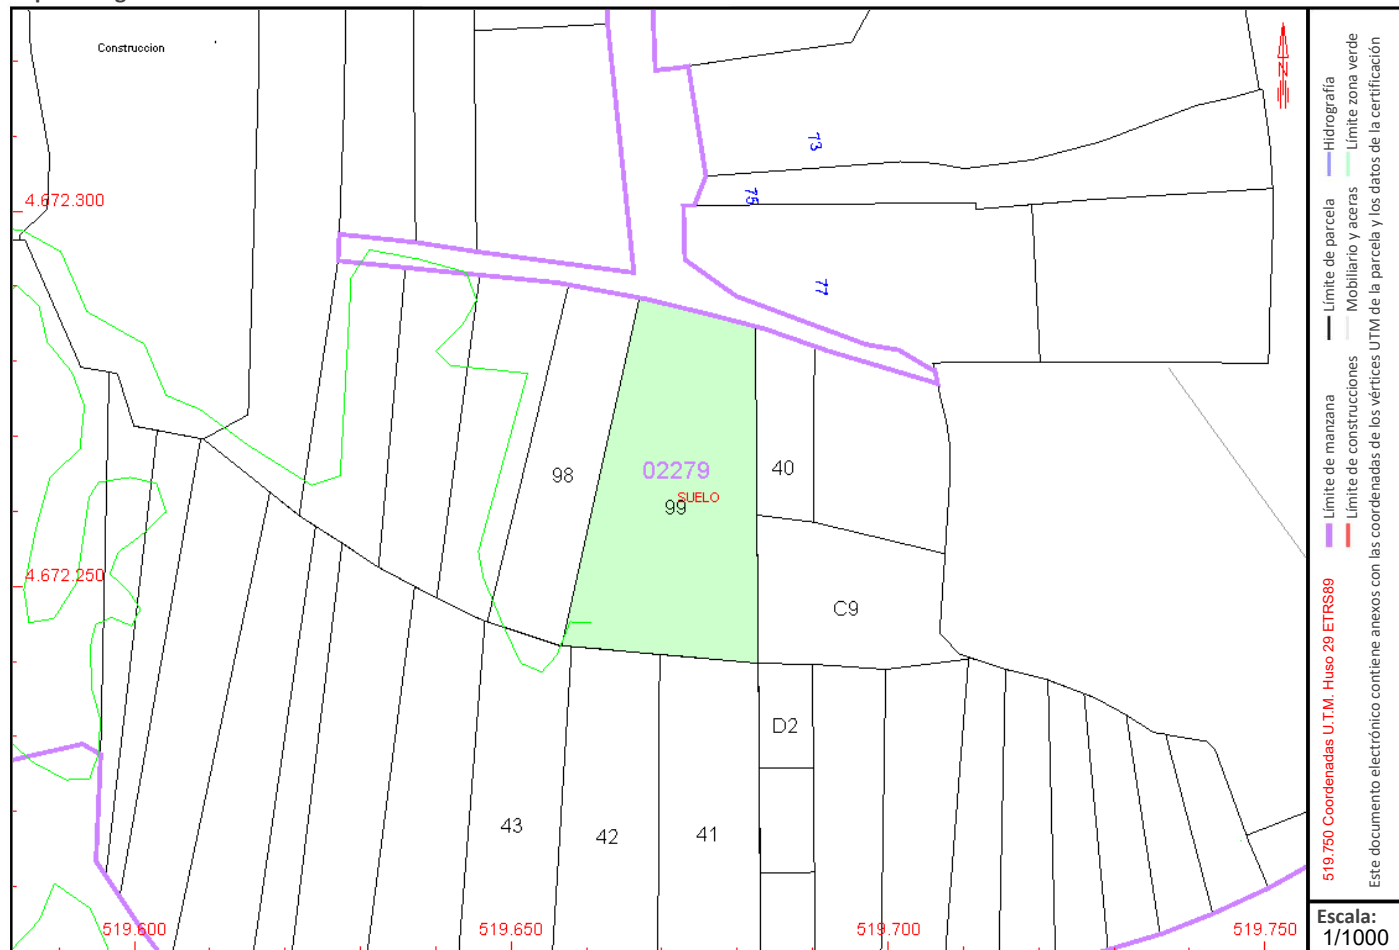 Construccion
73
4.672.300
75
77
98
02279
40
SUELO
99
4.672.250
C9
D2
43
42
41
519.600
519.650
519.700
519.750
N
519.750 Coordenadas U.T.M. Huso 29 ETRS89
Límite de manzana
Límite de parcela
Hidrografía
Límite de construcciones
Mobiliario y aceras
Límite zona verde
Este documento electrónico contiene anexos con las coordenadas de los vértices UTM de la parcela y los datos de la certificación
Escala:
1/1000